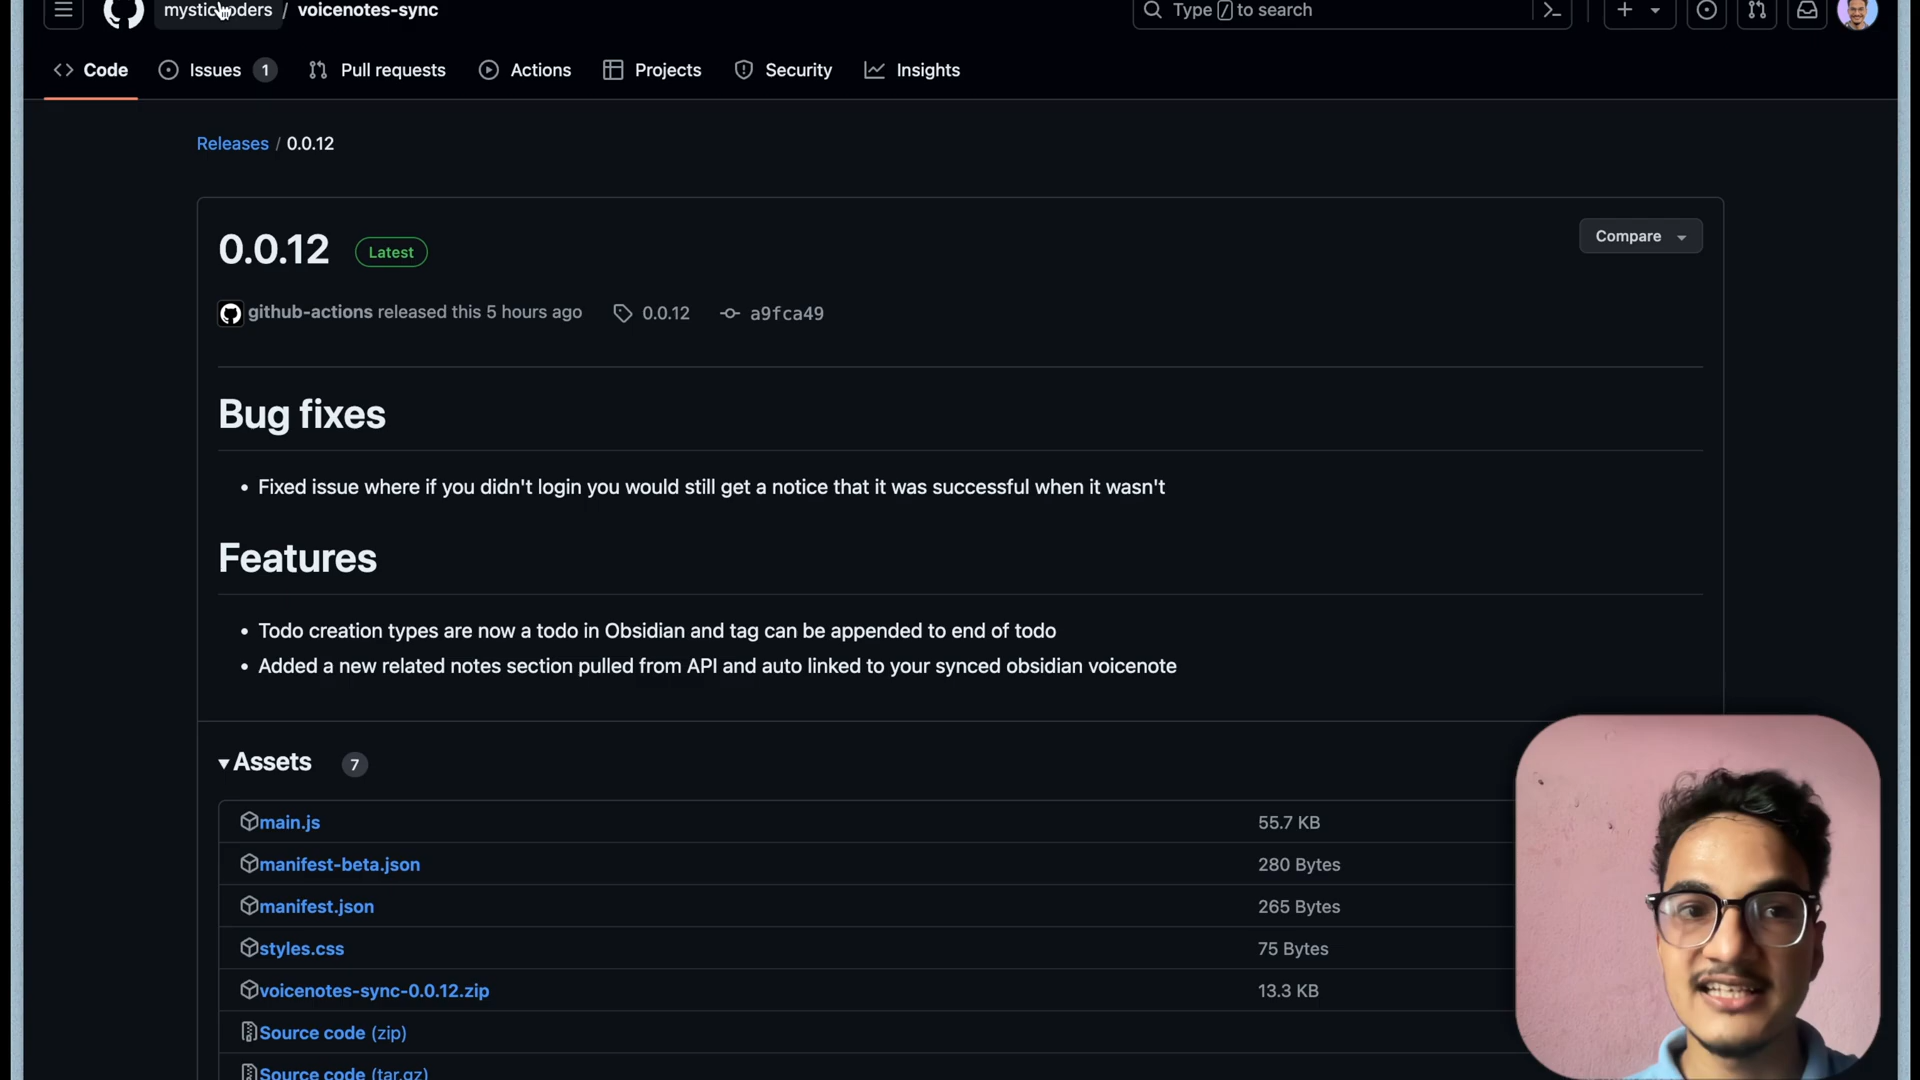 mysticcoders / voicenotes-sync
Type / to search
Code
Issues 1
Pull requests
Actions
Projects
Security
Insights
Releases / 0.0.12
0.0.12 Latest
Compare
github-actions released this 5 hours ago 0.0.12 a9fca49
Bug fixes
• Fixed issue where if you didn't login you would still get a notice that it was successful when it wasn't
Features
• Todo creation types are now a todo in Obsidian and tag can be appended to end of todo
• Added a new related notes section pulled from API and auto linked to your synced obsidian voicenote
Assets 7
main.js 55.7 KB
manifest-beta.json 280 Bytes
manifest.json 265 Bytes
styles.css 75 Bytes
voicenotes-sync-0.0.12.zip 13.3 KB
Source code (zip)
Source code (tar.gz)